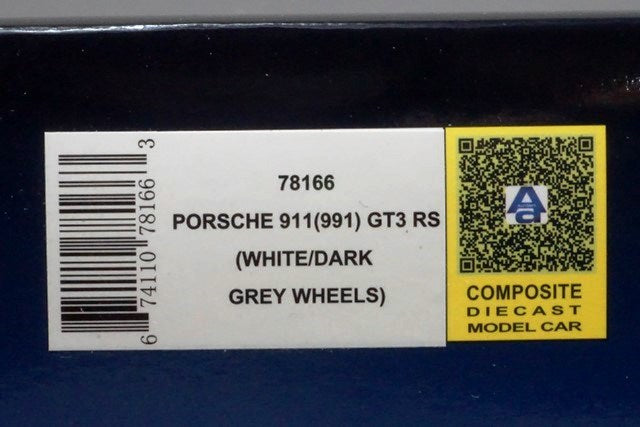 78166
PORSCHE 911(991) GT3 RS
(WHITE/DARK
GREY WHEELS)
6 74110 78166 3
COMPOSITE
DIECAST
MODEL CAR